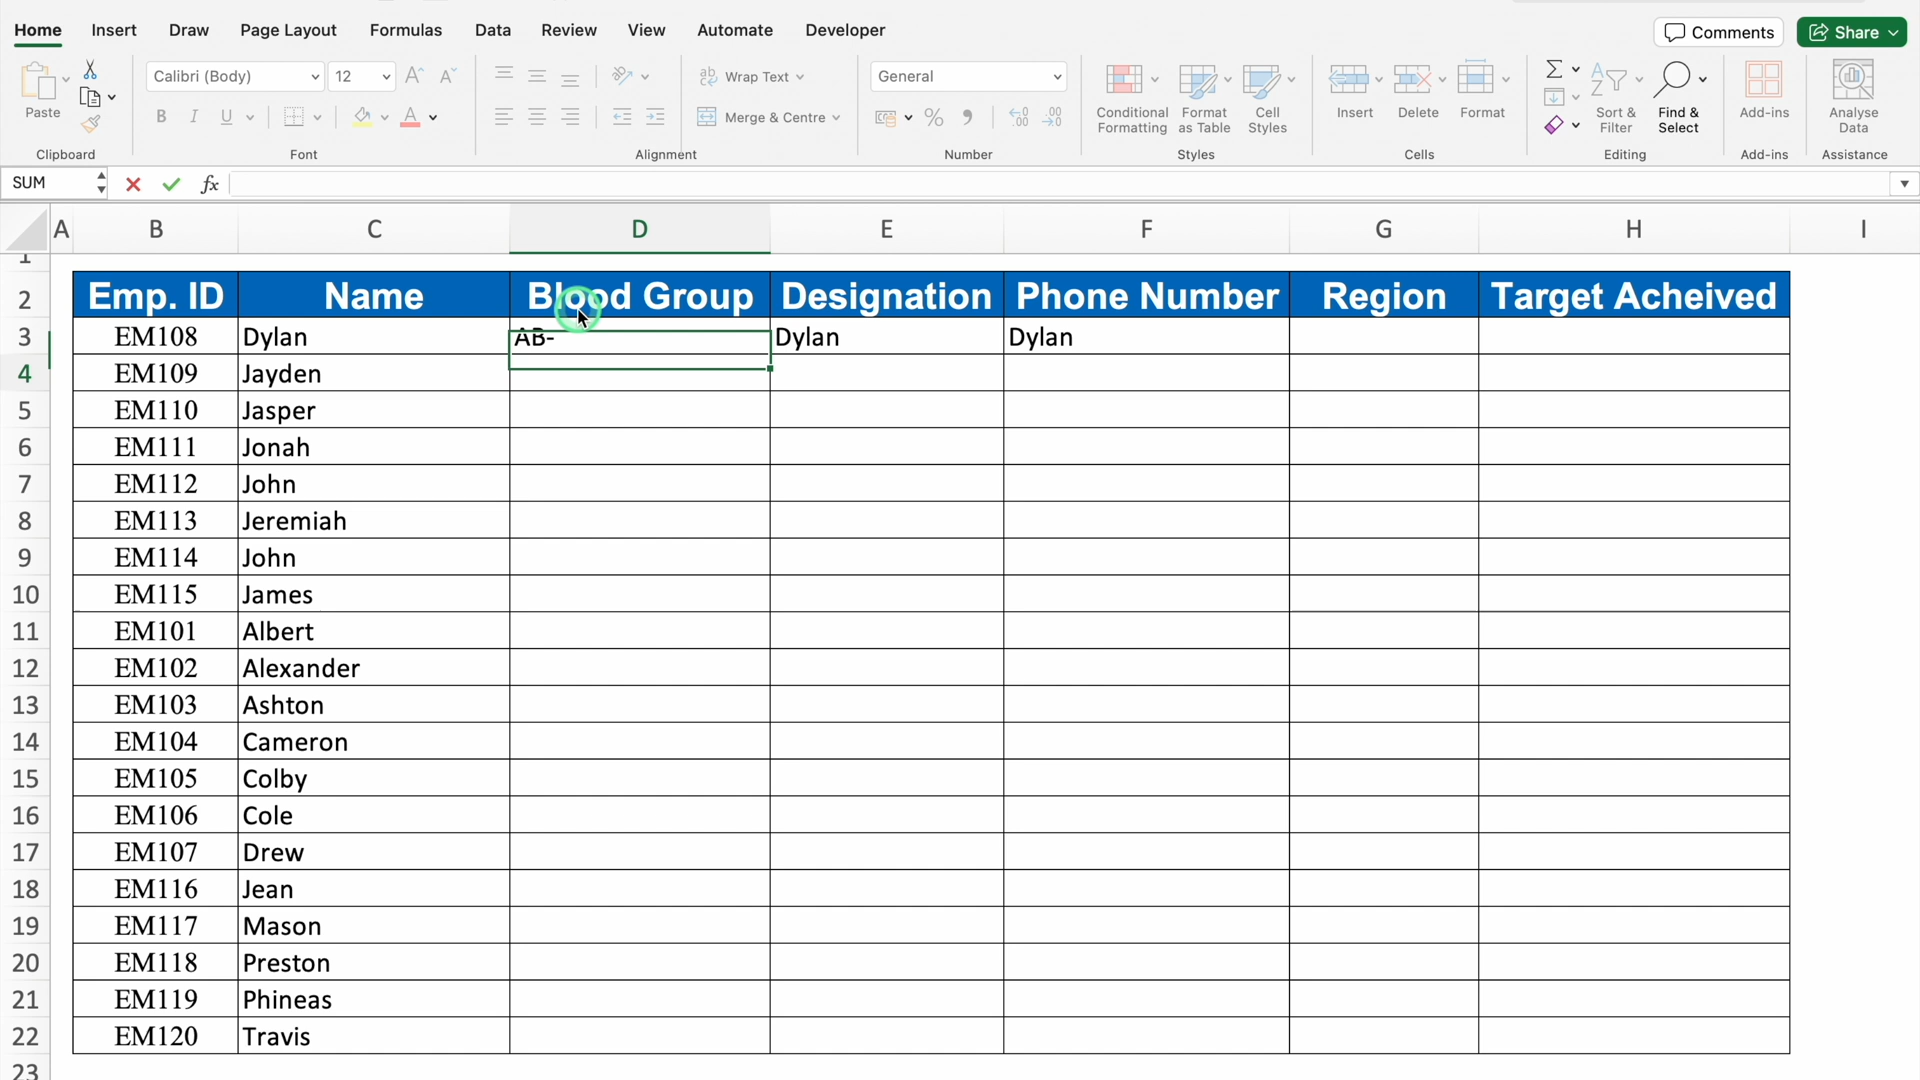 Home Insert Draw Page Layout Formulas Data Review View Automate Developer Comments Share
Paste Calibri (Body) 12 Wrap Text General Conditional Formatting Format as Table Cell Styles Insert Delete Format Sort & Filter Find & Select Add-ins Analyse Data
B I U A Merge & Centre % 
Clipboard Font Alignment Number Styles Cells Editing Add-ins Assistance
SUM fx
A B C D E F G H I
1
2 Emp. ID Name Blood Group Designation Phone Number Region Target Acheived
3 EM108 Dylan AB- Dylan Dylan
4 EM109 Jayden
5 EM110 Jasper
6 EM111 Jonah
7 EM112 John
8 EM113 Jeremiah
9 EM114 John
10 EM115 James
11 EM101 Albert
12 EM102 Alexander
13 EM103 Ashton
14 EM104 Cameron
15 EM105 Colby
16 EM106 Cole
17 EM107 Drew
18 EM116 Jean
19 EM117 Mason
20 EM118 Preston
21 EM119 Phineas
22 EM120 Travis
23